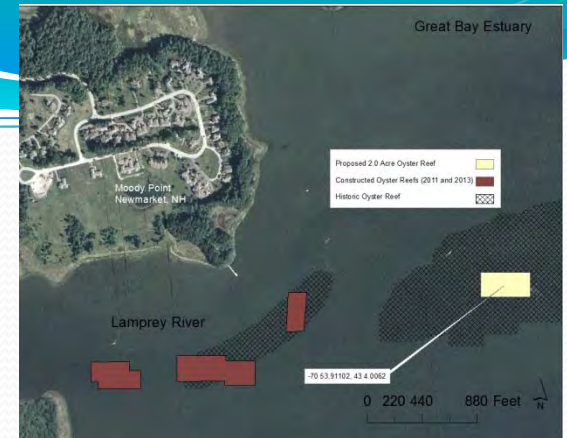 Great Bay Estuary
Proposed 2.0 Acre Oyster Reef
Constructed Oyster Reefs (2011 and 2013)
Historic Oyster Reef
Moody Point
Newmarket, NH
Lamprey River
-70 53.91102, 43 4.0062
0 220 440 880 Feet
N